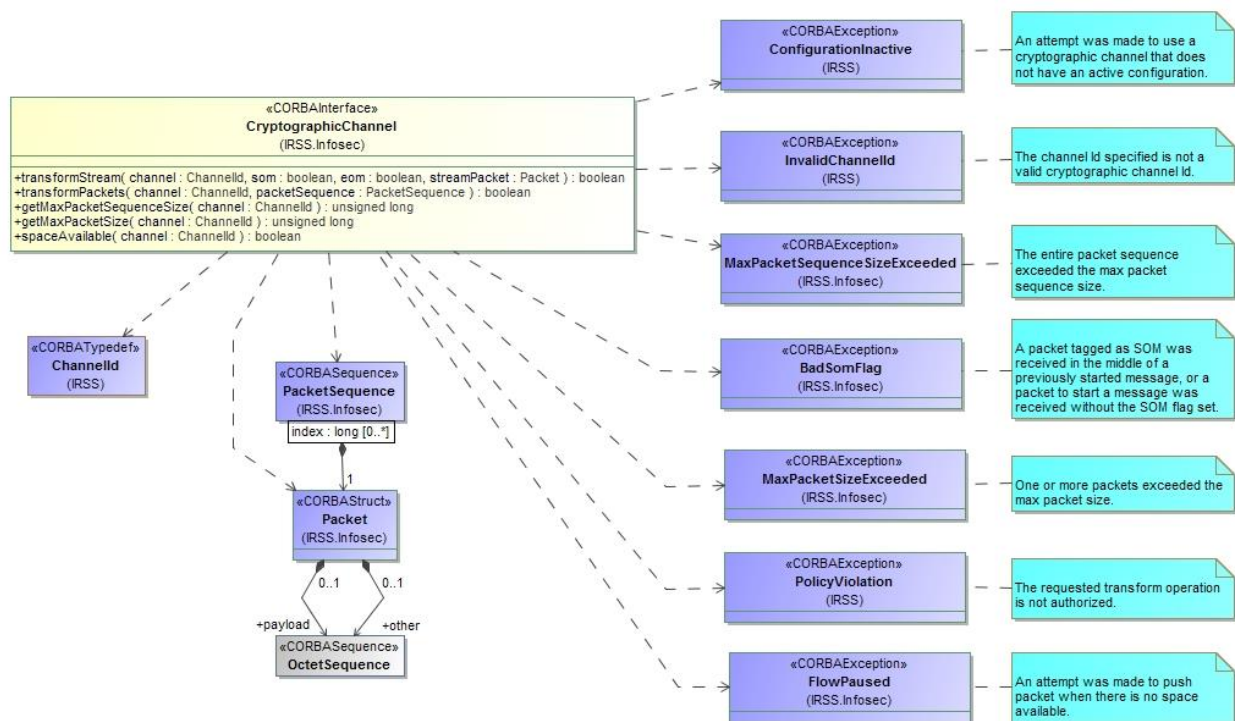 «CORBAInterface»
CryptographicChannel
(IRSS.Infosec)
+transformStream( channel : ChannelId, som : boolean, eom : boolean, streamPacket : Packet ) : boolean
+transformPackets( channel : ChannelId, packetSequence : PacketSequence ) : boolean
+getMaxPacketSequenceSize( channel : ChannelId ) : unsigned long
+getMaxPacketSize( channel : ChannelId ) : unsigned long
+spaceAvailable( channel : ChannelId ) : boolean
«CORBATypedef»
ChannelId
(IRSS)
«CORBASequence»
PacketSequence
(IRSS.Infosec)
index : long [0..*]
1
«CORBAStruct»
Packet
(IRSS.Infosec)
0..1
0..1
+payload
+other
«CORBASequence»
OctetSequence
«CORBAException»
ConfigurationInactive
(IRSS)
An attempt was made to use a
cryptographic channel that does
not have an active configuration.
«CORBAException»
InvalidChannelId
(IRSS)
The channel Id specified is not a
valid cryptographic channel Id.
«CORBAException»
MaxPacketSequenceSizeExceeded
(IRSS.Infosec)
The entire packet sequence
exceeded the max packet
sequence size.
«CORBAException»
BadSomFlag
(IRSS.Infosec)
A packet tagged as SOM was
received in the middle of a
previously started message, or a
packet to start a message was
received without the SOM flag set.
«CORBAException»
MaxPacketSizeExceeded
(IRSS.Infosec)
One or more packets exceeded the
max packet size.
«CORBAException»
PolicyViolation
(IRSS)
The requested transform operation
is not authorized.
«CORBAException»
FlowPaused
(IRSS.Infosec)
An attempt was made to push
packet when there is no space
available.